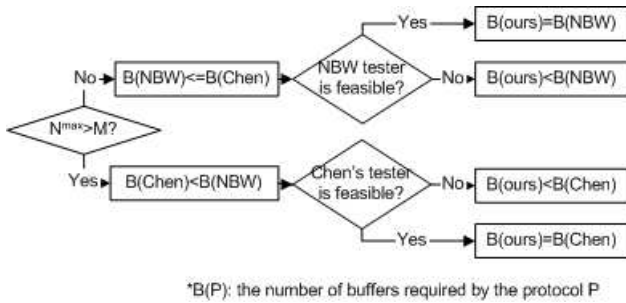 Yes
B(ours)=B(NBW)
No
B(NBW)<=B(Chen)
NBW tester
is feasible?
No
B(ours)<B(NBW)
Nmax>M?
Yes
B(Chen)<B(NBW)
Chen's tester
is feasible?
No
B(ours)<B(Chen)
Yes
B(ours)=B(Chen)
*B(P): the number of buffers required by the protocol P